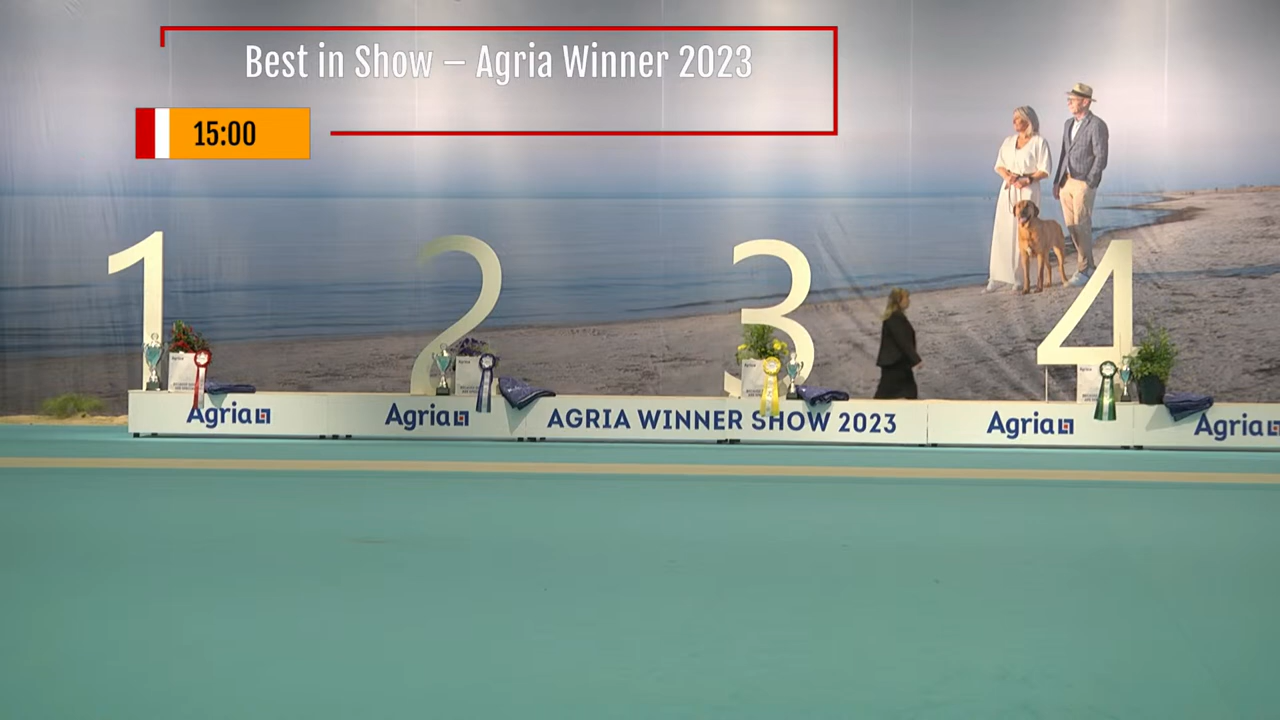 Best in Show – Agria Winner 2023
15:00
1 2 3 4
Agria
Agria
AGRIA WINNER SHOW 2023
Agria
Agria